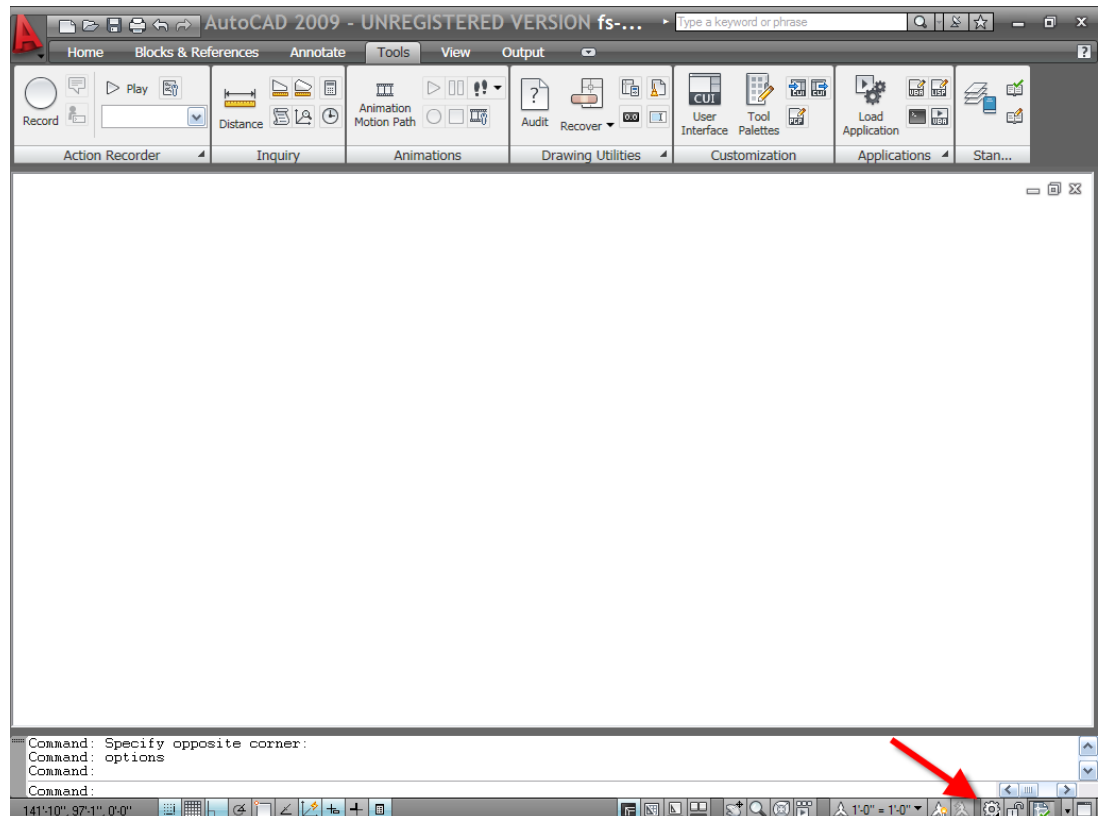 AutoCAD 2009 - UNREGISTERED VERSION fs-...
Type a keyword or phrase
Home Blocks & References Annotate Tools View Output
Record
Play
Distance
Animation
Motion Path
Audit
Recover
CUI
User
Interface
Tool
Palettes
Load
Application
Action Recorder
Inquiry
Animations
Drawing Utilities
Customization
Applications
Stan...
Command: Specify opposite corner:
Command: options
Command:
Command:
141'-10", 97'-1", 0'-0"
1'-0" = 1'-0"